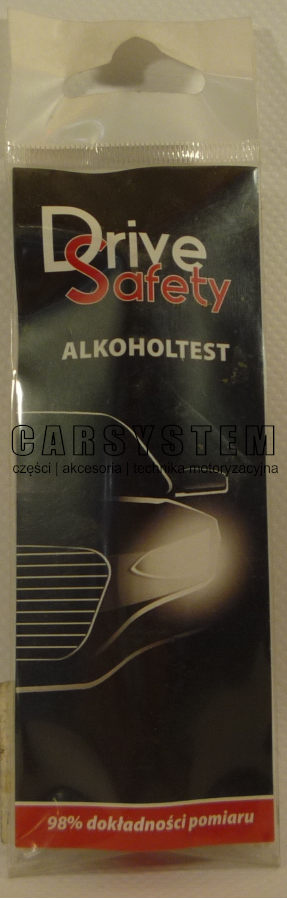 Drive
Safety
ALKOHOLTEST
CARSYSTEM
części | akcesoria | technika motoryzacyjna
98% dokładności pomiaru